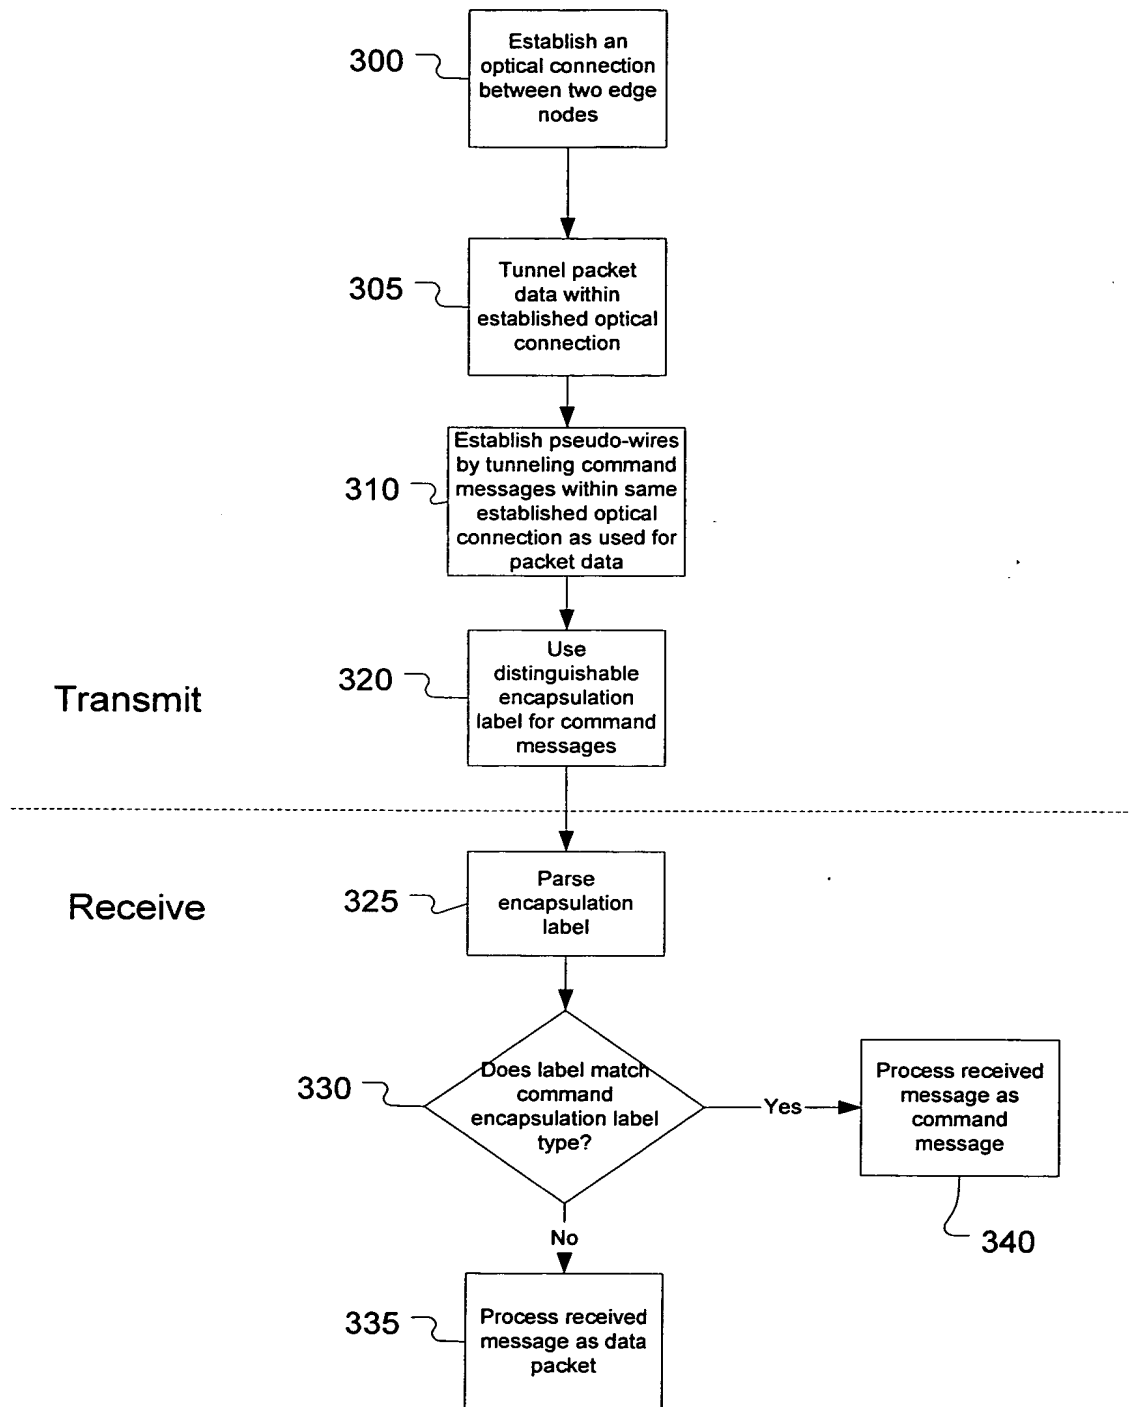 300
Establish an
optical connection
between two edge
nodes
305
Tunnel packet
data within
established optical
connection
310
Establish pseudo-wires
by tunneling command
messages within same
established optical
connection as used for
packet data
Transmit
320
Use
distinguishable
encapsulation
label for command
messages
Receive
325
Parse
encapsulation
label
330
Does label match
command
encapsulation label
type?
Yes
Process received
message as
command
message
340
No
335
Process received
message as data
packet